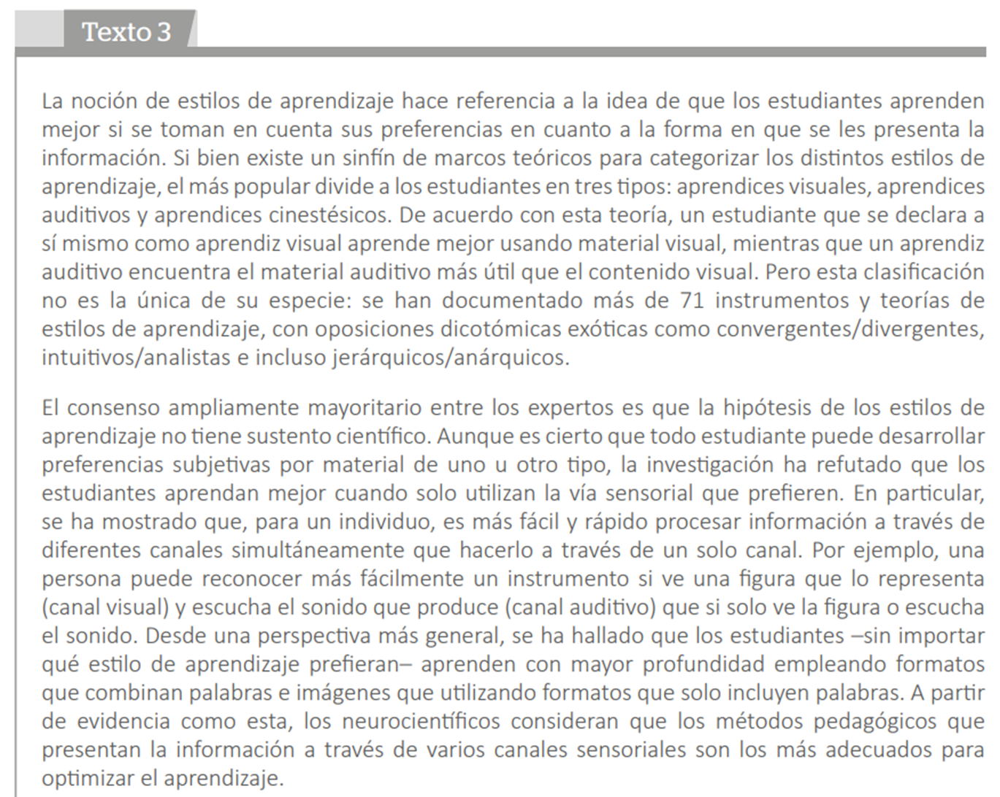 Texto 3
La noción de estilos de aprendizaje hace referencia a la idea de que los estudiantes aprenden
mejor si se toman en cuenta sus preferencias en cuanto a la forma en que se les presenta la
información. Si bien existe un sinfín de marcos teóricos para categorizar los distintos estilos de
aprendizaje, el más popular divide a los estudiantes en tres tipos: aprendices visuales, aprendices
auditivos y aprendices cinestésicos. De acuerdo con esta teoría, un estudiante que se declara a
sí mismo como aprendiz visual aprende mejor usando material visual, mientras que un aprendiz
auditivo encuentra el material auditivo más útil que el contenido visual. Pero esta clasificación
no es la única de su especie: se han documentado más de 71 instrumentos y teorías de
estilos de aprendizaje, con oposiciones dicotómicas exóticas como convergentes/divergentes,
intuitivos/analistas e incluso jerárquicos/anárquicos.
El consenso ampliamente mayoritario entre los expertos es que la hipótesis de los estilos de
aprendizaje no tiene sustento científico. Aunque es cierto que todo estudiante puede desarrollar
preferencias subjetivas por material de uno u otro tipo, la investigación ha refutado que los
estudiantes aprendan mejor cuando solo utilizan la vía sensorial que prefieren. En particular,
se ha mostrado que, para un individuo, es más fácil y rápido procesar información a través de
diferentes canales simultáneamente que hacerlo a través de un solo canal. Por ejemplo, una
persona puede reconocer más fácilmente un instrumento si ve una figura que lo representa
(canal visual) y escucha el sonido que produce (canal auditivo) que si solo ve la figura o escucha
el sonido. Desde una perspectiva más general, se ha hallado que los estudiantes –sin importar
qué estilo de aprendizaje prefieran– aprenden con mayor profundidad empleando formatos
que combinan palabras e imágenes que utilizando formatos que solo incluyen palabras. A partir
de evidencia como esta, los neurocientíficos consideran que los métodos pedagógicos que
presentan la información a través de varios canales sensoriales son los más adecuados para
optimizar el aprendizaje.